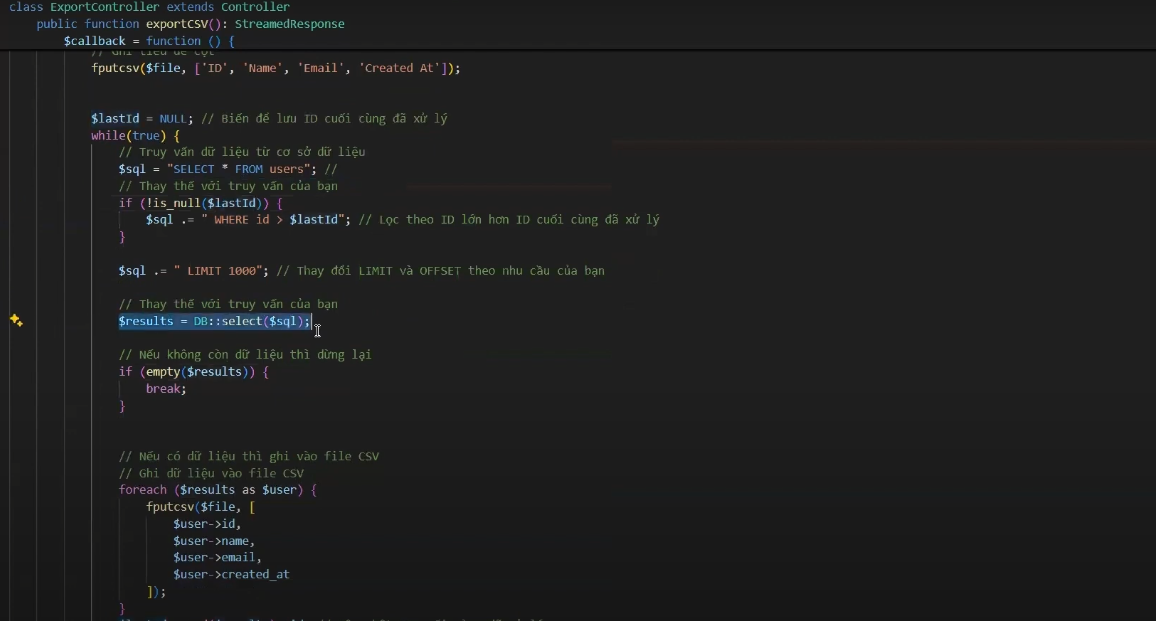 class ExportController extends Controller
public function exportCSV(): StreamedResponse
$callback = function () {
// Ghi tiêu đề cột
fputcsv($file, ['ID', 'Name', 'Email', 'Created At']);
$lastId = NULL; // Biến để lưu ID cuối cùng đã xử lý
while(true) {
// Truy vấn dữ liệu từ cơ sở dữ liệu
$sql = "SELECT * FROM users"; //
// Thay thế với truy vấn của bạn
if (!is_null($lastId)) {
$sql .= " WHERE id > $lastId"; // Lọc theo ID lớn hơn ID cuối cùng đã xử lý
}
$sql .= " LIMIT 1000"; // Thay đổi LIMIT và OFFSET theo nhu cầu của bạn
// Thay thế với truy vấn của bạn
$results = DB::select($sql);
// Nếu không còn dữ liệu thì dừng lại
if (empty($results)) {
break;
}
// Nếu có dữ liệu thì ghi vào file CSV
// Ghi dữ liệu vào file CSV
foreach ($results as $user) {
fputcsv($file, [
$user->id,
$user->name,
$user->email,
$user->created_at
]);
}